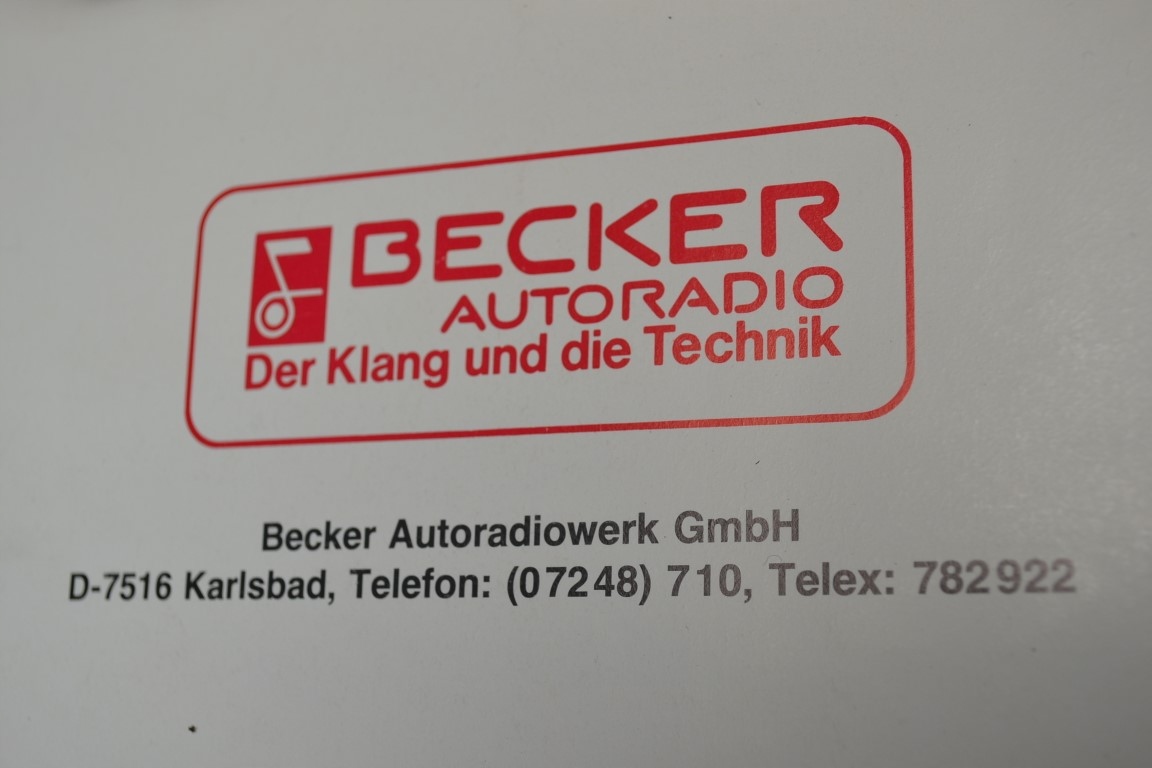 BECKER
AUTORADIO
Der Klang und die Technik
Becker Autoradiowerk GmbH
D-7516 Karlsbad, Telefon: (07248) 710, Telex: 782922